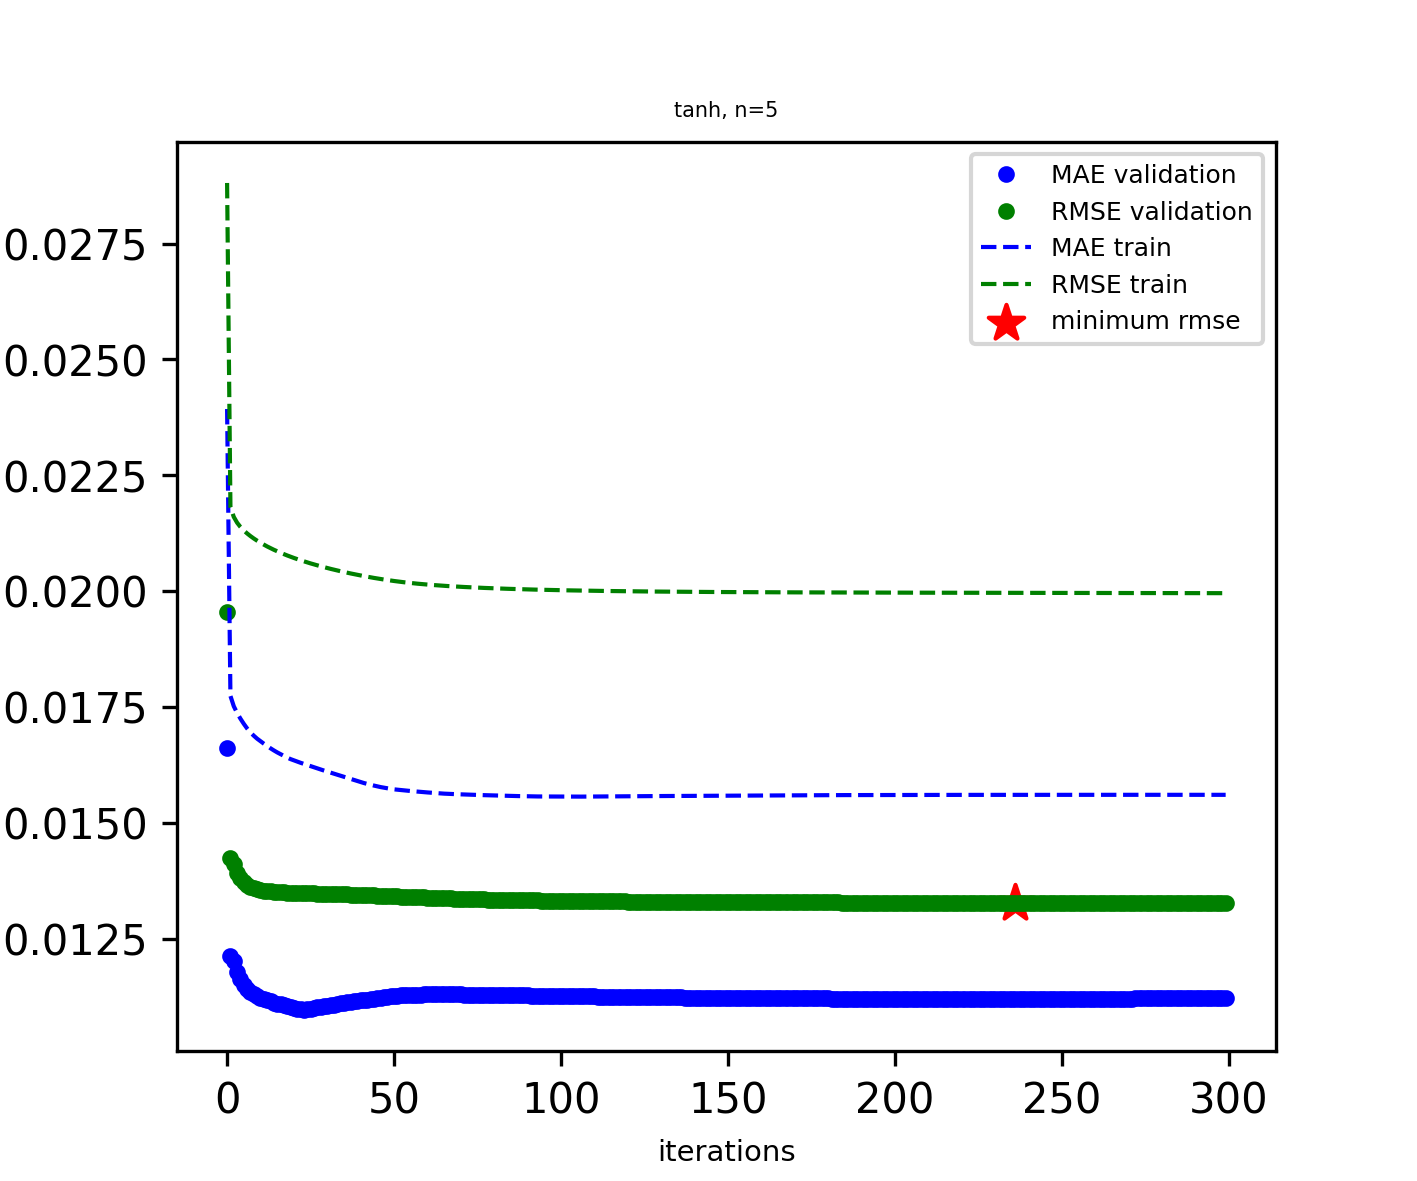 tanh, n=5
MAE validation
RMSE validation
MAE train
RMSE train
minimum rmse
0.0275
0.0250
0.0225
0.0200
0.0175
0.0150
0.0125
0 50 100 150 200 250 300
iterations